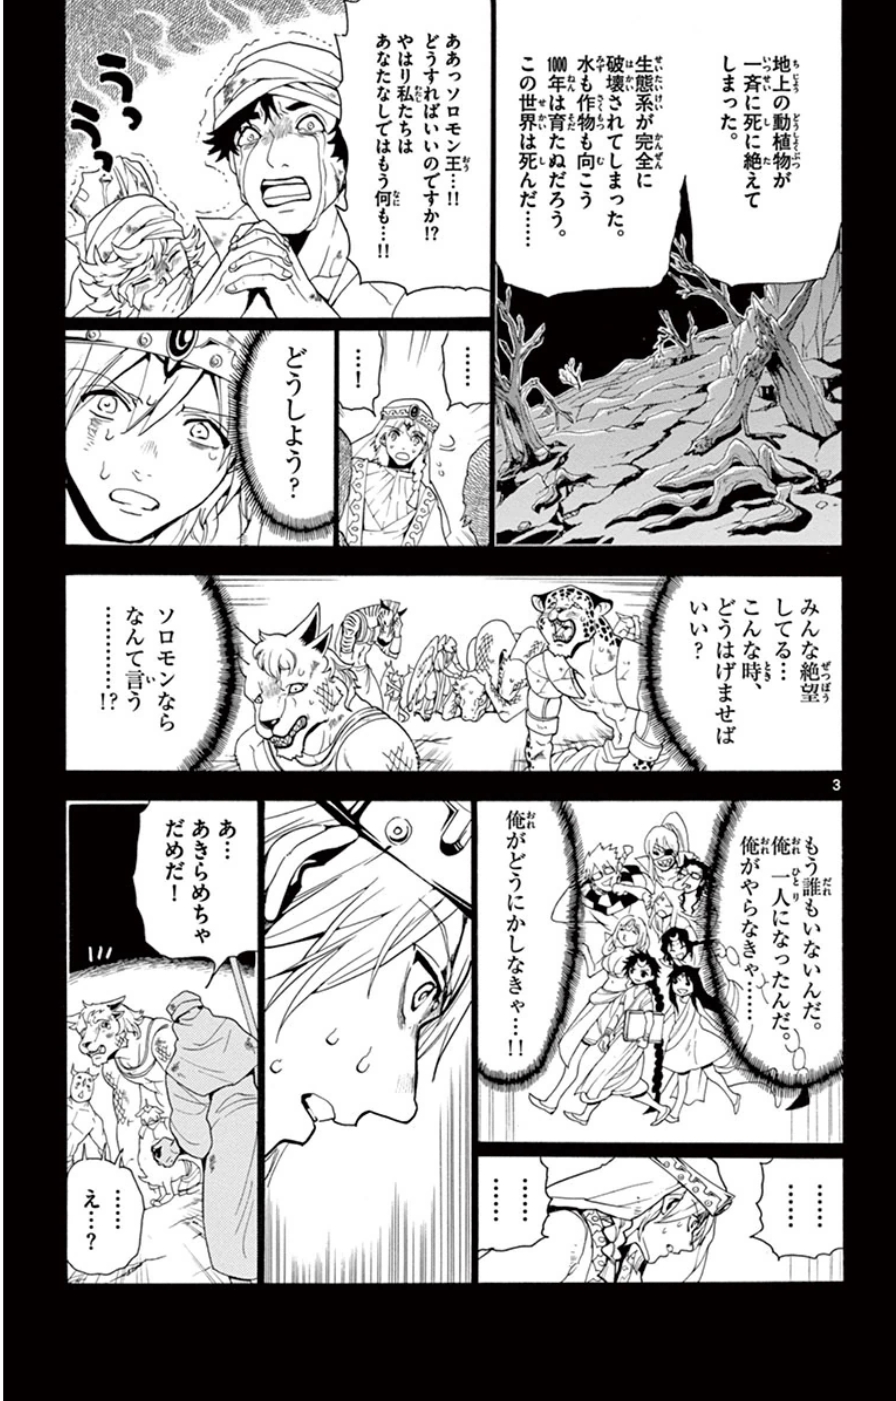 地上の動植物が
一斉に死に絶えて
しまった。
生態系が完全に
破壊されてしまった。
水も作物も向こう
1000年は育たぬだろう。
この世界は死んだ……
ああっソロモン王…!!
どうすればいいのですか!?
やはり私たちは
あなたなしではもう何も…!!
……
…!
どうしよう?
みんな絶望
してる…
こんな時、
どうはげませば
いい?
ソロモンなら
なんて言う
…………!?
3
もう誰もいないんだ。
俺一人になったんだ。
俺がやらなきゃ……
俺がどうにかしなきゃ…!!
……
……
……
……
あ…
あきらめちゃ
だめだ!
……
え…?